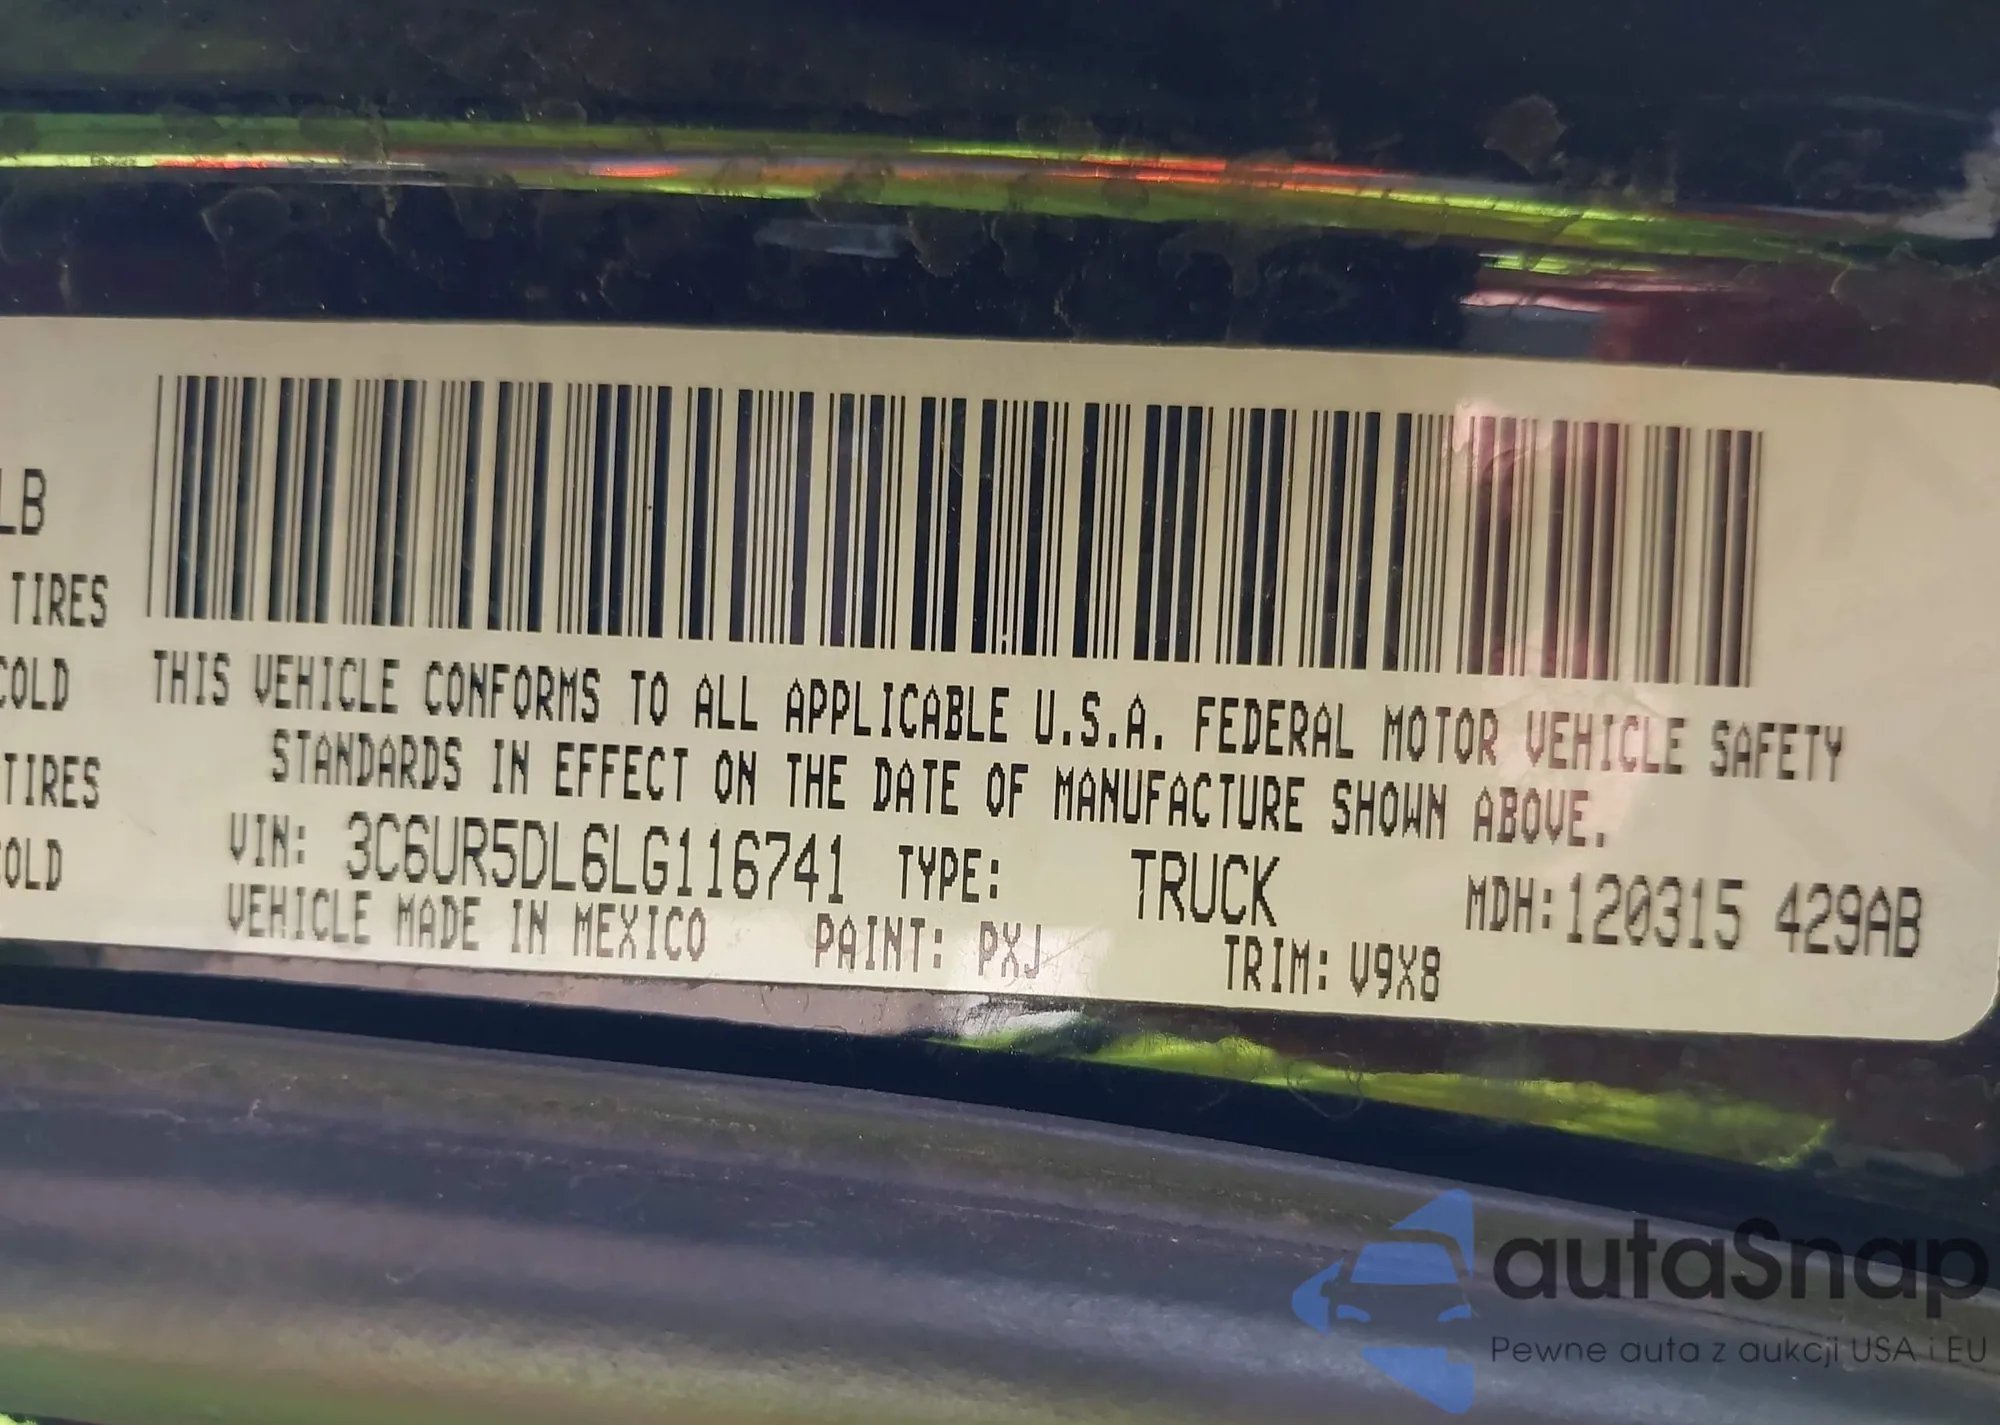 LB
TIRES
COLD
TIRES
COLD
THIS VEHICLE CONFORMS TO ALL APPLICABLE U.S.A. FEDERAL MOTOR VEHICLE SAFETY
STANDARDS IN EFFECT ON THE DATE OF MANUFACTURE SHOWN ABOVE.
VIN: 3C6UR5DL6LG116741 TYPE: TRUCK MDH:120315 429AB
VEHICLE MADE IN MEXICO PAINT: PXJ TRIM: V9X8
autaSnap
Pewne auta z aukcji USA i EU